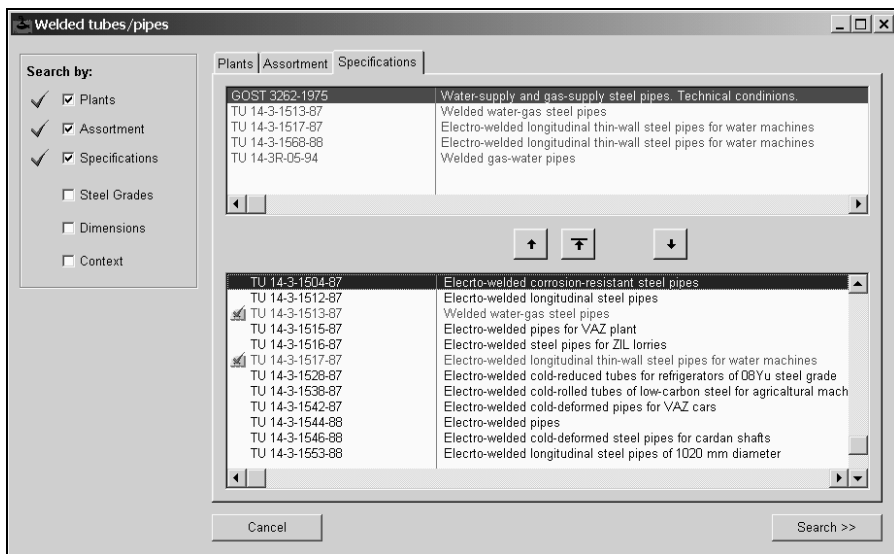 Welded tubes/pipes
Search by:
Plants
Assortment
Specifications
Steel Grades
Dimensions
Context
Plants Assortment Specifications
GOST 3262-1975 Water-supply and gas-supply steel pipes. Technical condinions.
TU 14-3-1513-87 Welded water-gas steel pipes
TU 14-3-1517-87 Electro-welded longitudinal thin-wall steel pipes for water machines
TU 14-3-1568-88 Electro-welded longitudinal thin-wall steel pipes for water machines
TU 14-3R-05-94 Welded gas-water pipes
TU 14-3-1504-87 Elecrto-welded corrosion-resistant steel pipes
TU 14-3-1512-87 Elecrto-welded longitudinal steel pipes
TU 14-3-1513-87 Welded water-gas steel pipes
TU 14-3-1515-87 Electro-welded pipes for VAZ plant
TU 14-3-1516-87 Electro-welded steel pipes for ZIL lorries
TU 14-3-1517-87 Electro-welded longitudinal thin-wall steel pipes for water machines
TU 14-3-1528-87 Elecrto-welded cold-reduced tubes for refrigerators of 08Yu steel grade
TU 14-3-1538-87 Elecrto-welded cold-rolled tubes of low-carbon steel for agricaltural mach
TU 14-3-1542-87 Elecrto-welded cold-deformed pipes for VAZ cars
TU 14-3-1544-88 Elecrto-welded pipes
TU 14-3-1546-88 Elecrto-welded cold-deformed steel pipes for cardan shafts
TU 14-3-1553-88 Elecrto-welded longitudinal steel pipes of 1020 mm diameter
Cancel Search >>